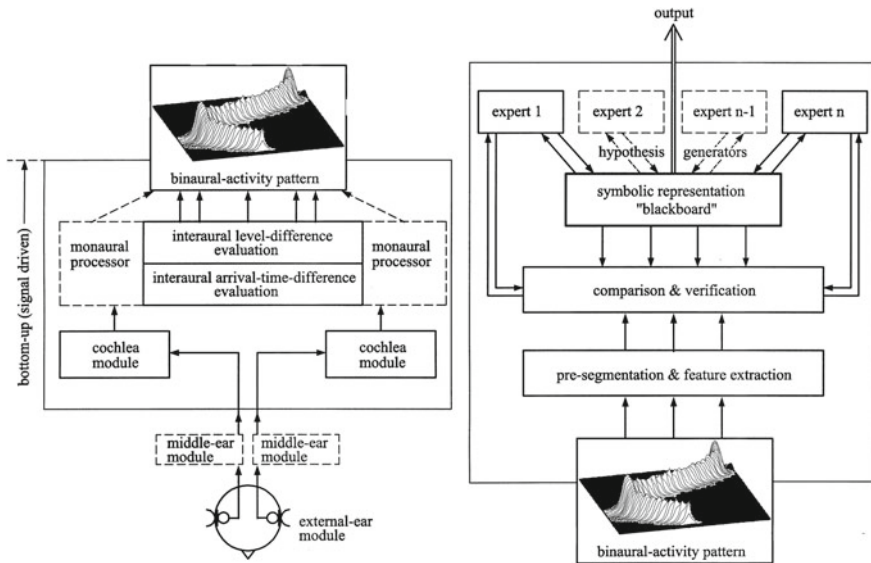 binaural-activity pattern
monaural
processor
interaural level-difference
evaluation
interaural arrival-time-difference
evaluation
monaural
processor
cochlea
module
cochlea
module
bottom-up (signal driven)
middle-ear
module
middle-ear
module
external-ear
module
output
expert 1
expert 2
expert n-1
expert n
hypothesis generators
symbolic representation
"blackboard"
comparison & verification
pre-segmentation & feature extraction
binaural-activity pattern